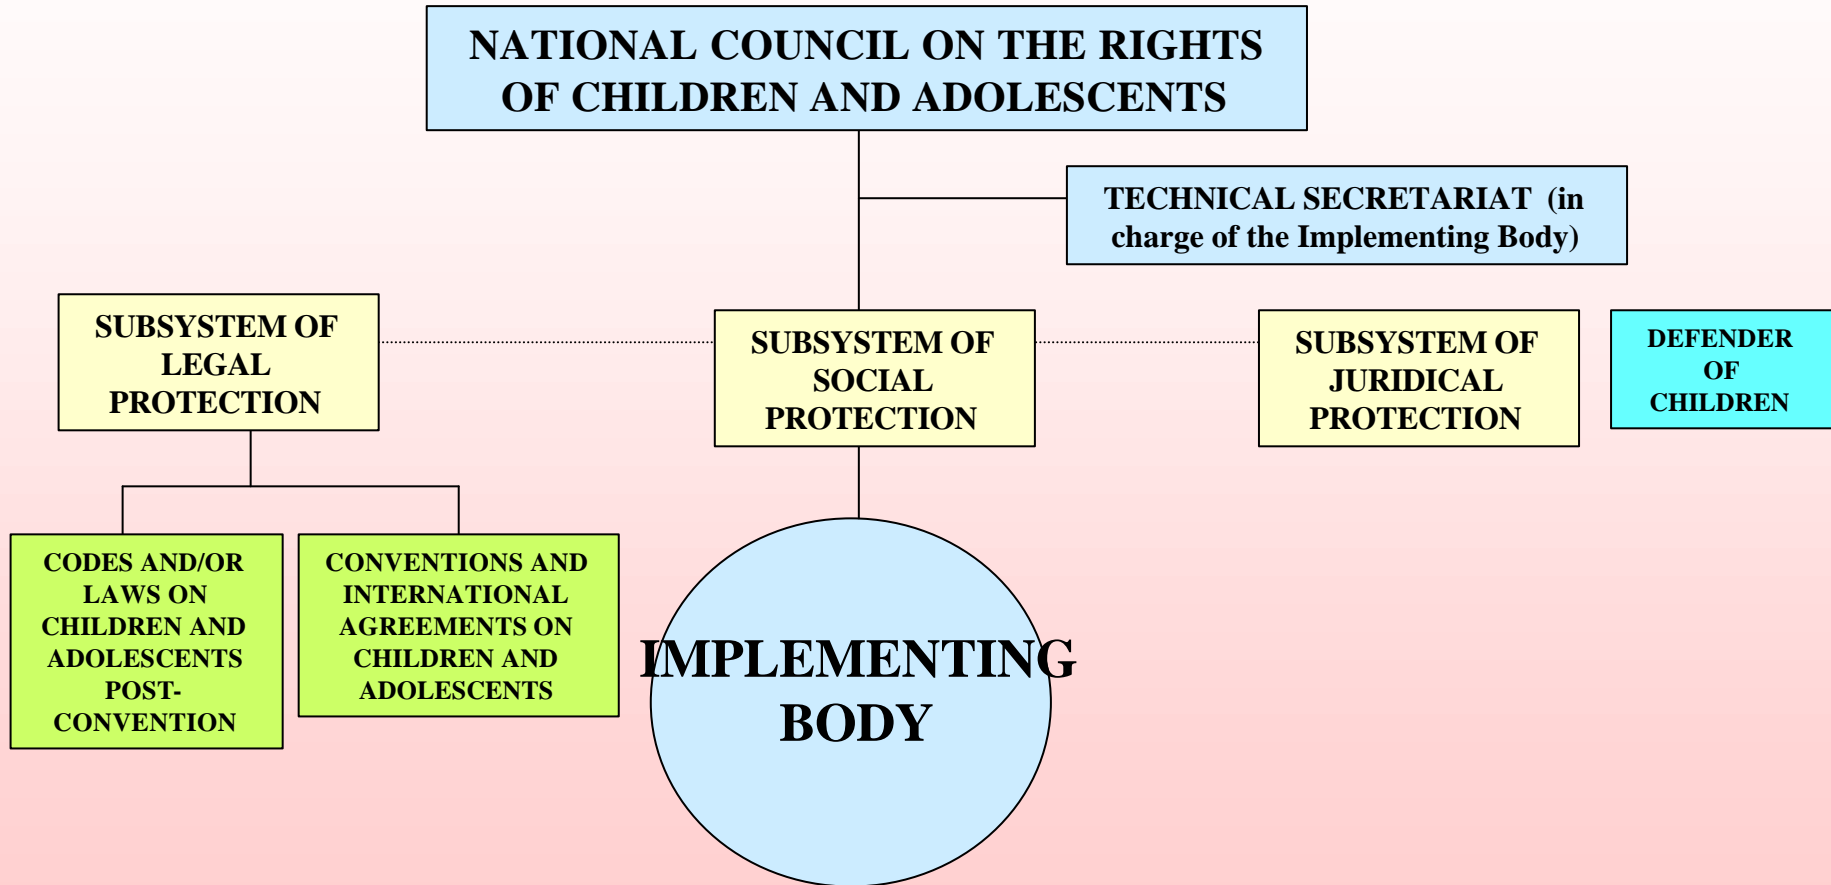 NATIONAL COUNCIL ON THE RIGHTS
OF CHILDREN AND ADOLESCENTS
TECHNICAL SECRETARIAT (in
charge of the Implementing Body)
SUBSYSTEM OF
LEGAL
PROTECTION
SUBSYSTEM OF
SOCIAL
PROTECTION
SUBSYSTEM OF
JURIDICAL
PROTECTION
DEFENDER
OF
CHILDREN
CODES AND/OR
LAWS ON
CHILDREN AND
ADOLESCENTS
POST-
CONVENTION
CONVENTIONS AND
INTERNATIONAL
AGREEMENTS ON
CHILDREN AND
ADOLESCENTS
IMPLEMENTING
BODY